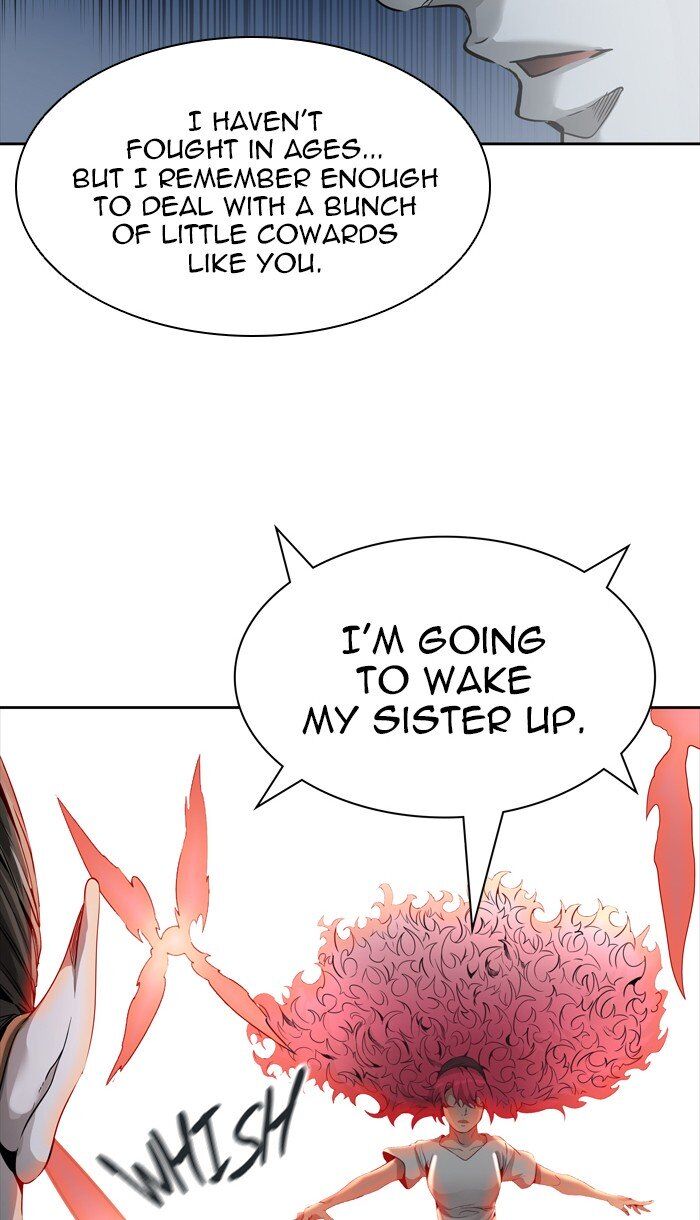 I HAVEN'T
FOUGHT IN AGES...
BUT I REMEMBER ENOUGH
TO DEAL WITH A BUNCH
OF LITTLE COWARDS
LIKE YOU.
I'M GOING
TO WAKE
MY SISTER UP.
WHISH